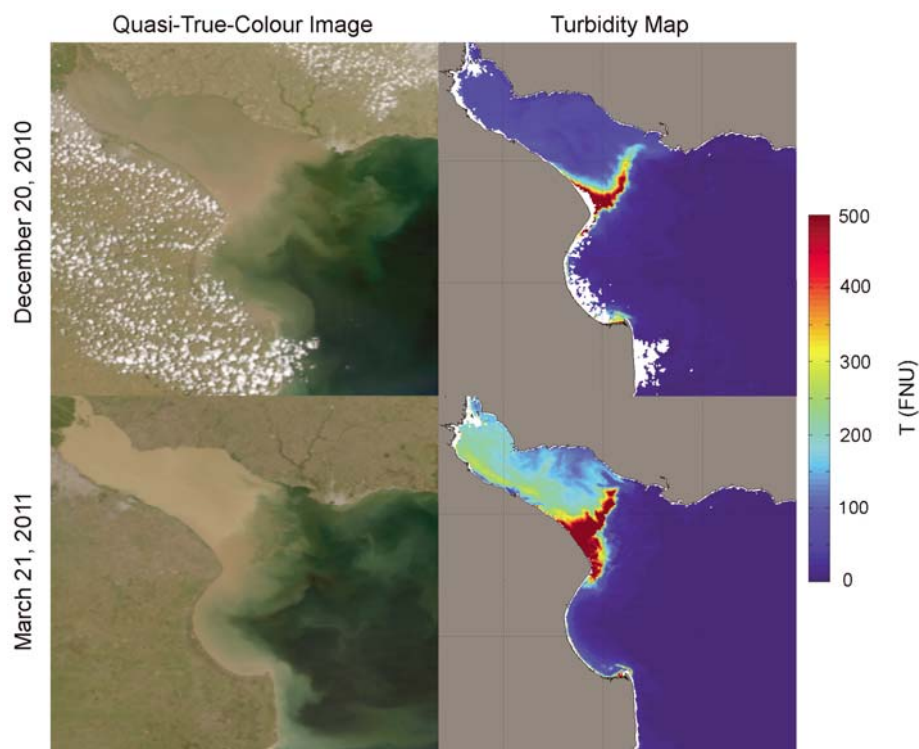 Quasi-True-Colour Image
Turbidity Map
December 20, 2010
500
400
300
200
100
0
T (FNU)
March 21, 2011